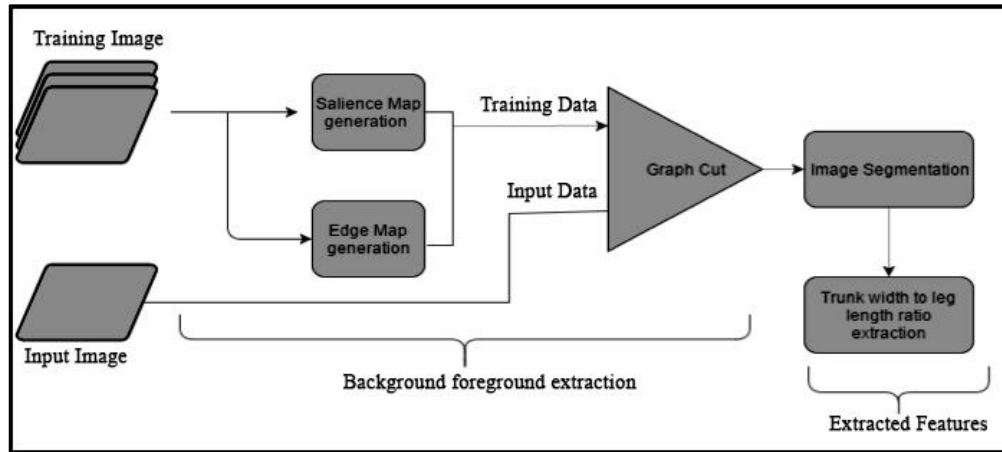 Training Image
Salience Map
generation
Training Data
Graph Cut
Image Segmentation
Input Data
Edge Map
generation
Trunk width to leg
length ratio
extraction
Input Image
Background foreground extraction
Extracted Features